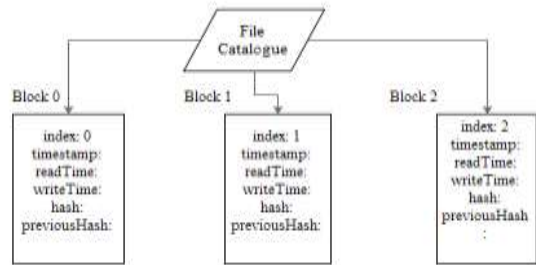 File
Catalogue
Block 0
Block 1
Block 2
index: 0
timestamp:
readTime:
writeTime:
hash:
previousHash:
index: 1
timestamp:
readTime:
writeTime:
hash:
previousHash:
index: 2
timestamp:
readTime:
writeTime:
hash:
previousHash
: